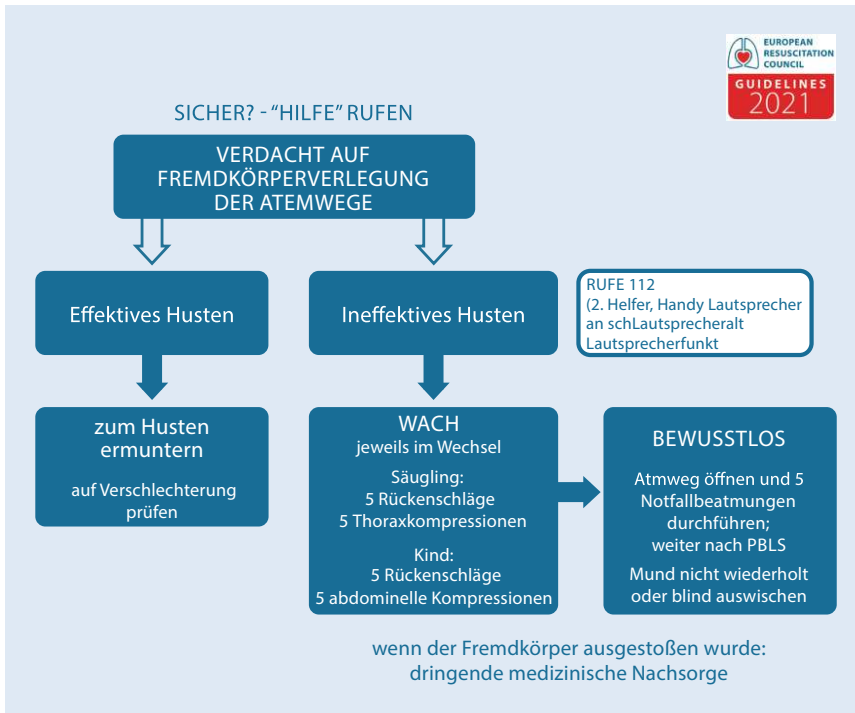 EUROPEAN
RESUSCITATION
COUNCIL
GUIDELINES
2021
SICHER? - “HILFE” RUFEN
VERDACHT AUF
FREMDKÖRPERVERLEGUNG
DER ATEMWEGE
Effektives Husten
Ineffektives Husten
RUFE 112
(2. Helfer, Handy Lautsprecher
an schLautsprecheralt
Lautsprecherfunkt
zum Husten
ermuntern
auf Verschlechterung
prüfen
WACH
jeweils im Wechsel
Säugling:
5 Rückenschläge
5 Thoraxkompressionen
Kind:
5 Rückenschläge
5 abdominelle Kompressionen
BEWUSSTLOS
Atmweg öffnen und 5
Notfallbeatmungen
durchführen;
weiter nach PBLS
Mund nicht wiederholt
oder blind auswischen
wenn der Fremdkörper ausgestoßen wurde:
dringende medizinische Nachsorge